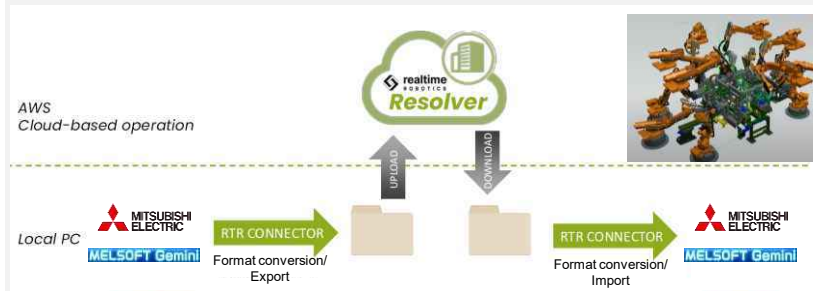 realtime
ROBOTICS
Resolver
AWS
Cloud-based operation
UPLOAD
DOWNLOAD
Local PC
MITSUBISHI
ELECTRIC
MELSOFT Gemini
RTR CONNECTOR
Format conversion/
Export
RTR CONNECTOR
Format conversion/
Import
MITSUBISHI
ELECTRIC
MELSOFT Gemini